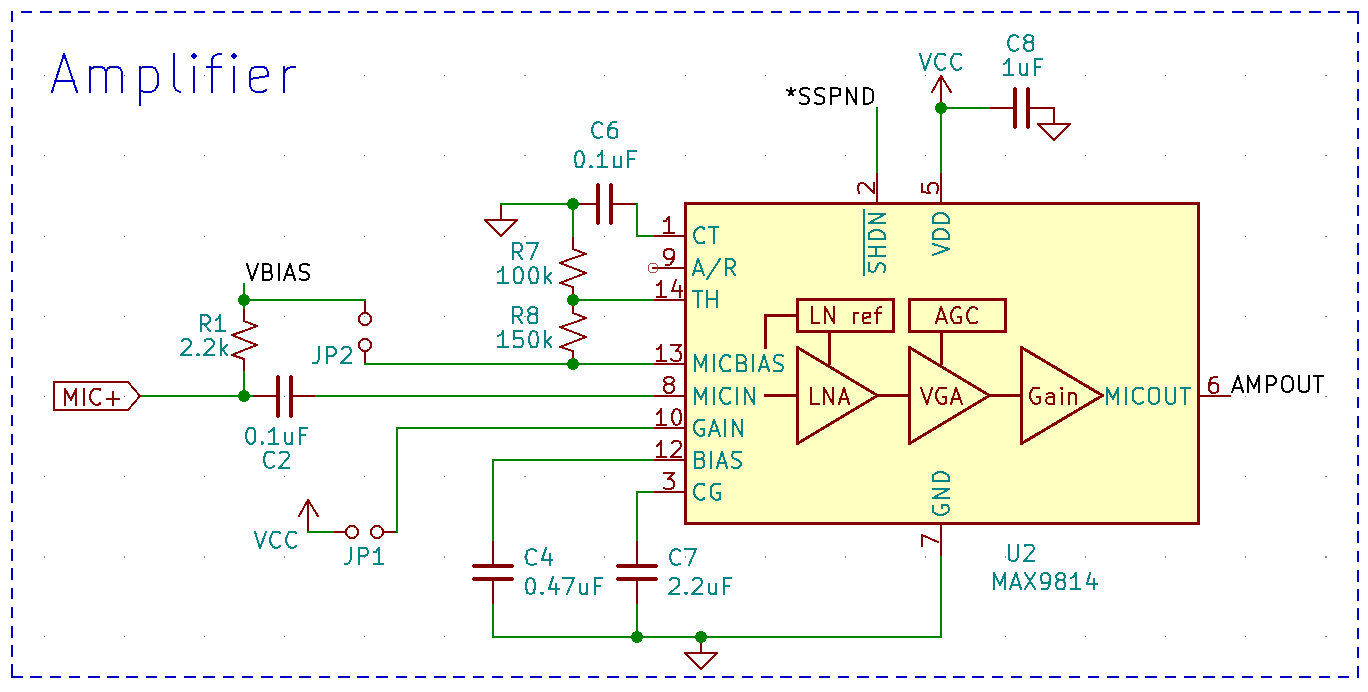 Amplifier
C8
1uF
VCC
*SSPND
C6
0.1uF
2
5
1
CT
SHDN
VDD
R7
100k
9
A/R
VBIAS
14
TH
R8
150k
LN ref
AGC
R1
2.2k
JP2
13
MICBIAS
MIC+
8
MICIN
LNA
VGA
Gain
MICOUT
6
AMPOUT
0.1uF
C2
10
GAIN
12
BIAS
3
CG
GND
VCC
JP1
7
C4
0.47uF
C7
2.2uF
U2
MAX9814